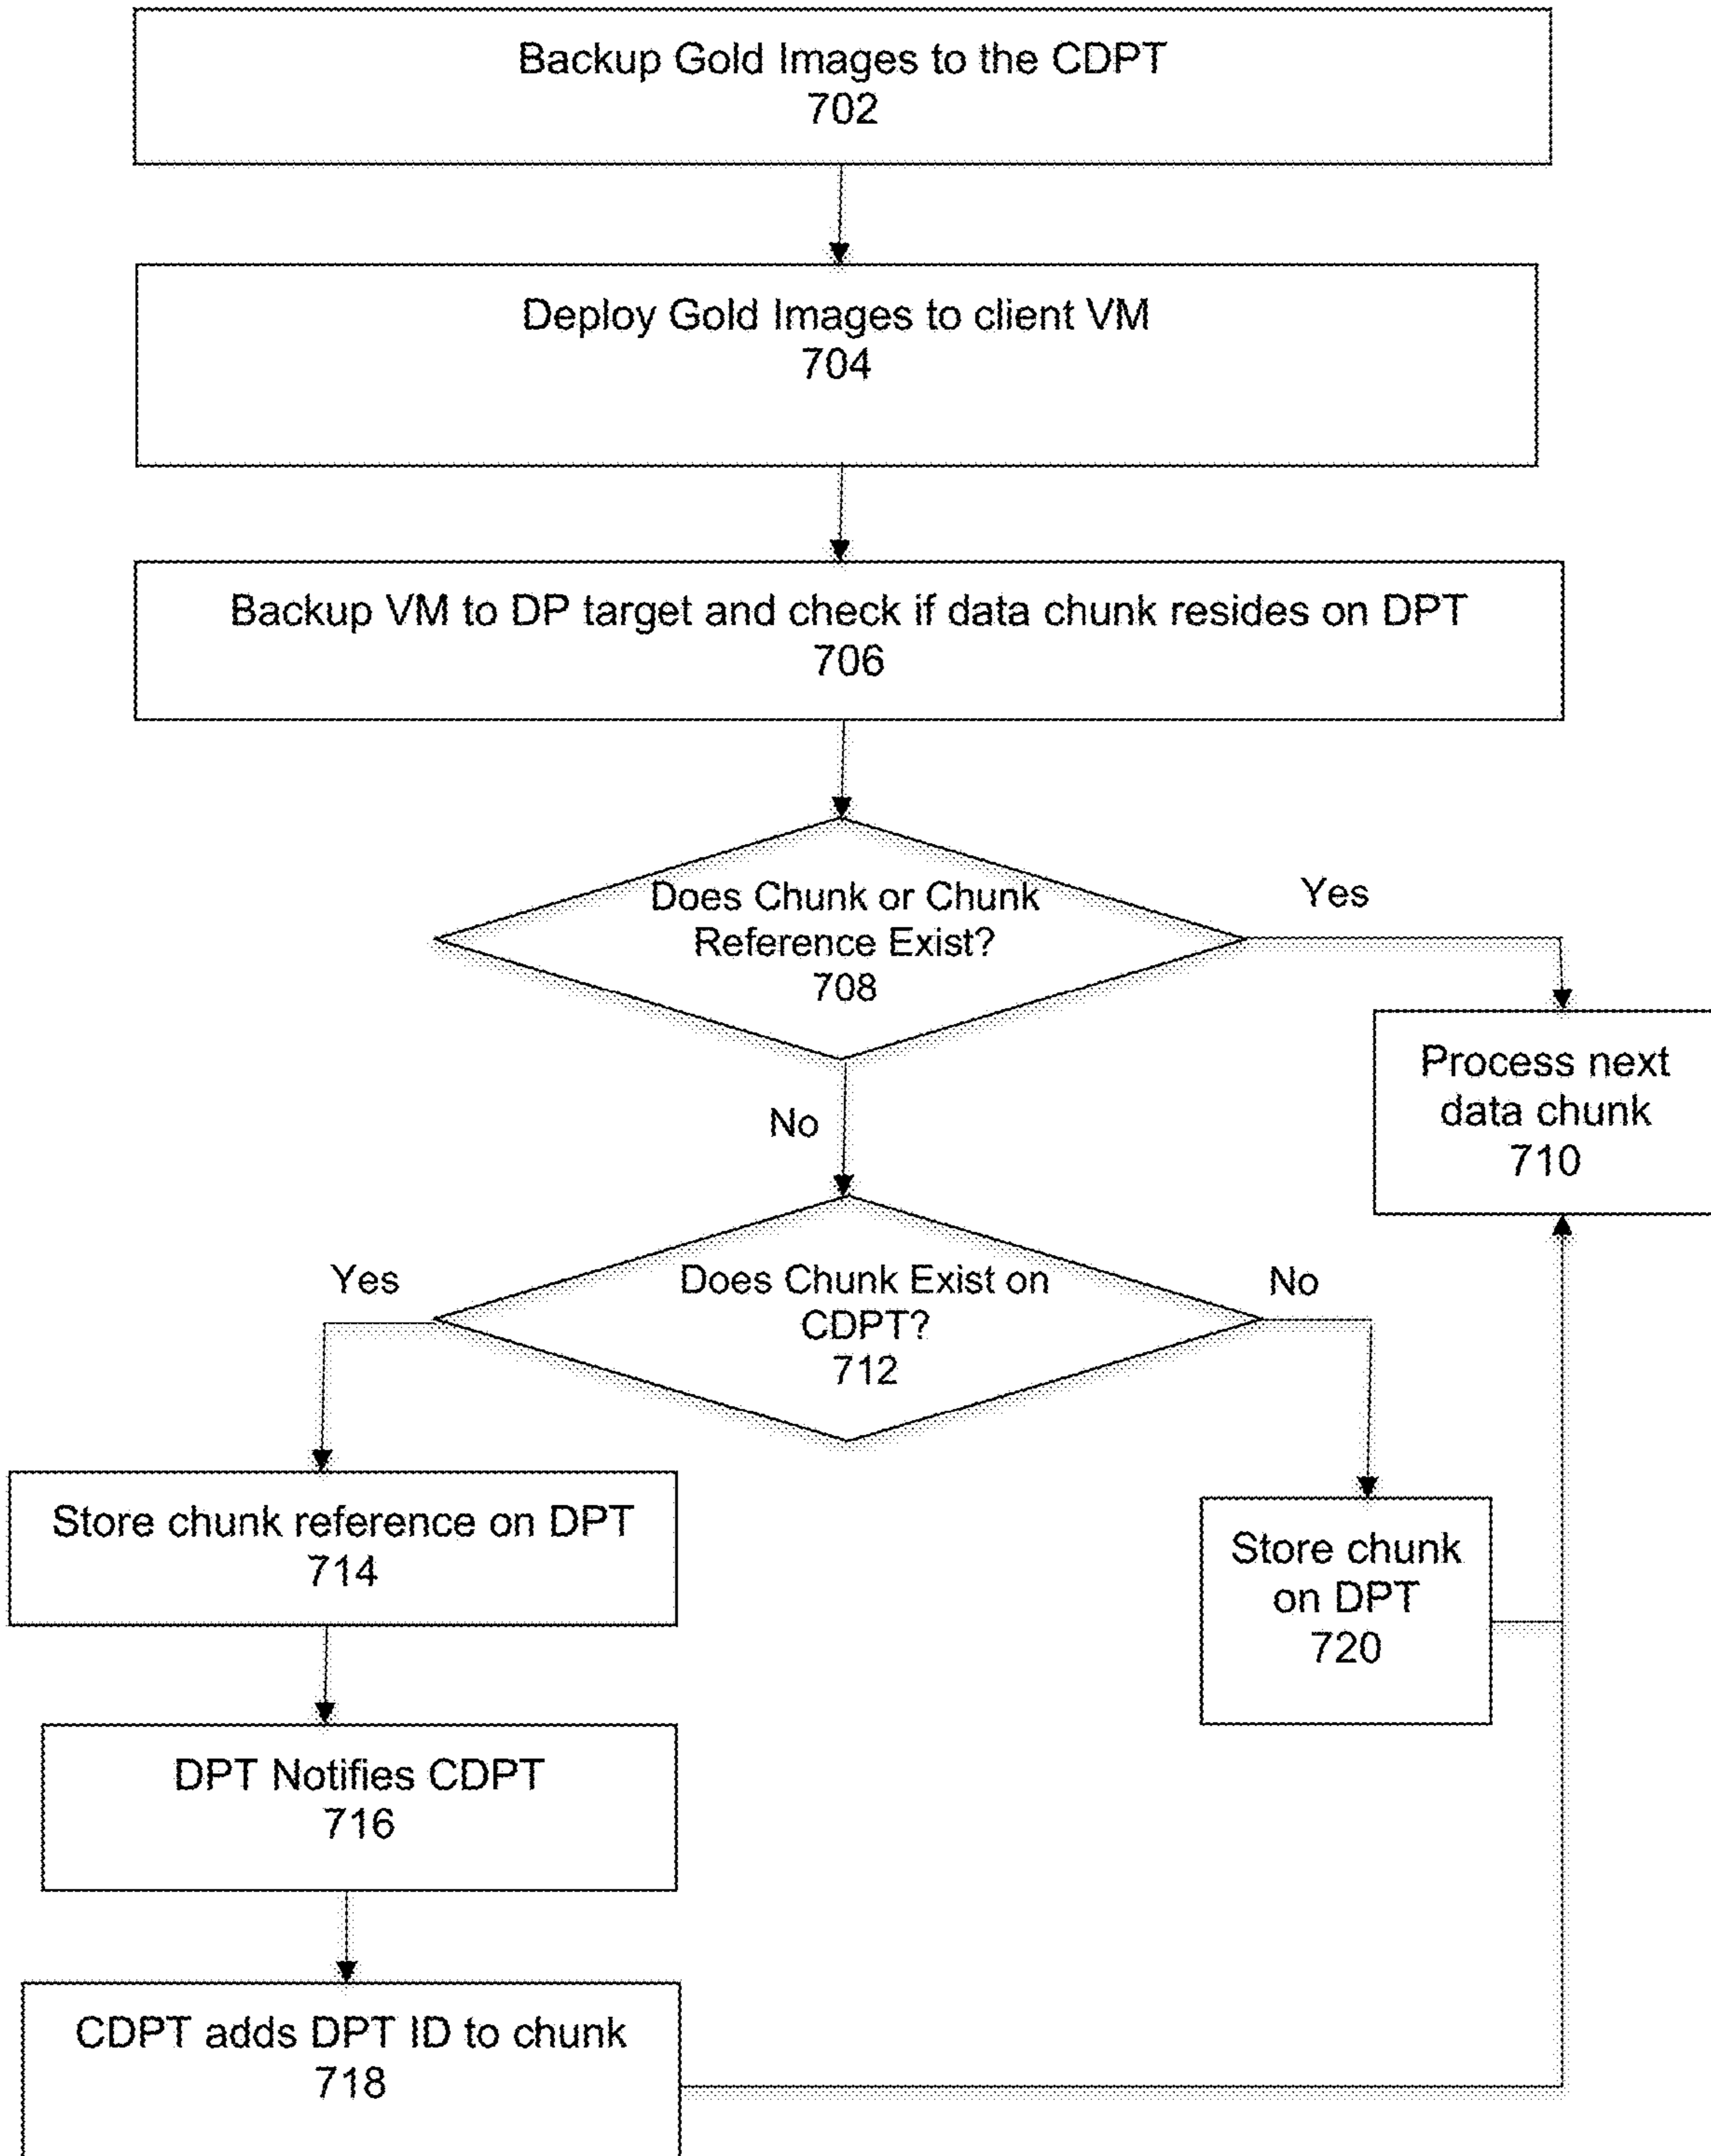 Backup Gold Images to the CDPT
702
Deploy Gold Images to client VM
704
Backup VM to DP target and check if data chunk resides on DPT
706
Does Chunk or Chunk
Reference Exist?
708
Yes
No
Process next
data chunk
710
Does Chunk Exist on
CDPT?
712
Yes
No
Store chunk reference on DPT
714
Store chunk
on DPT
720
DPT Notifies CDPT
716
CDPT adds DPT ID to chunk
718